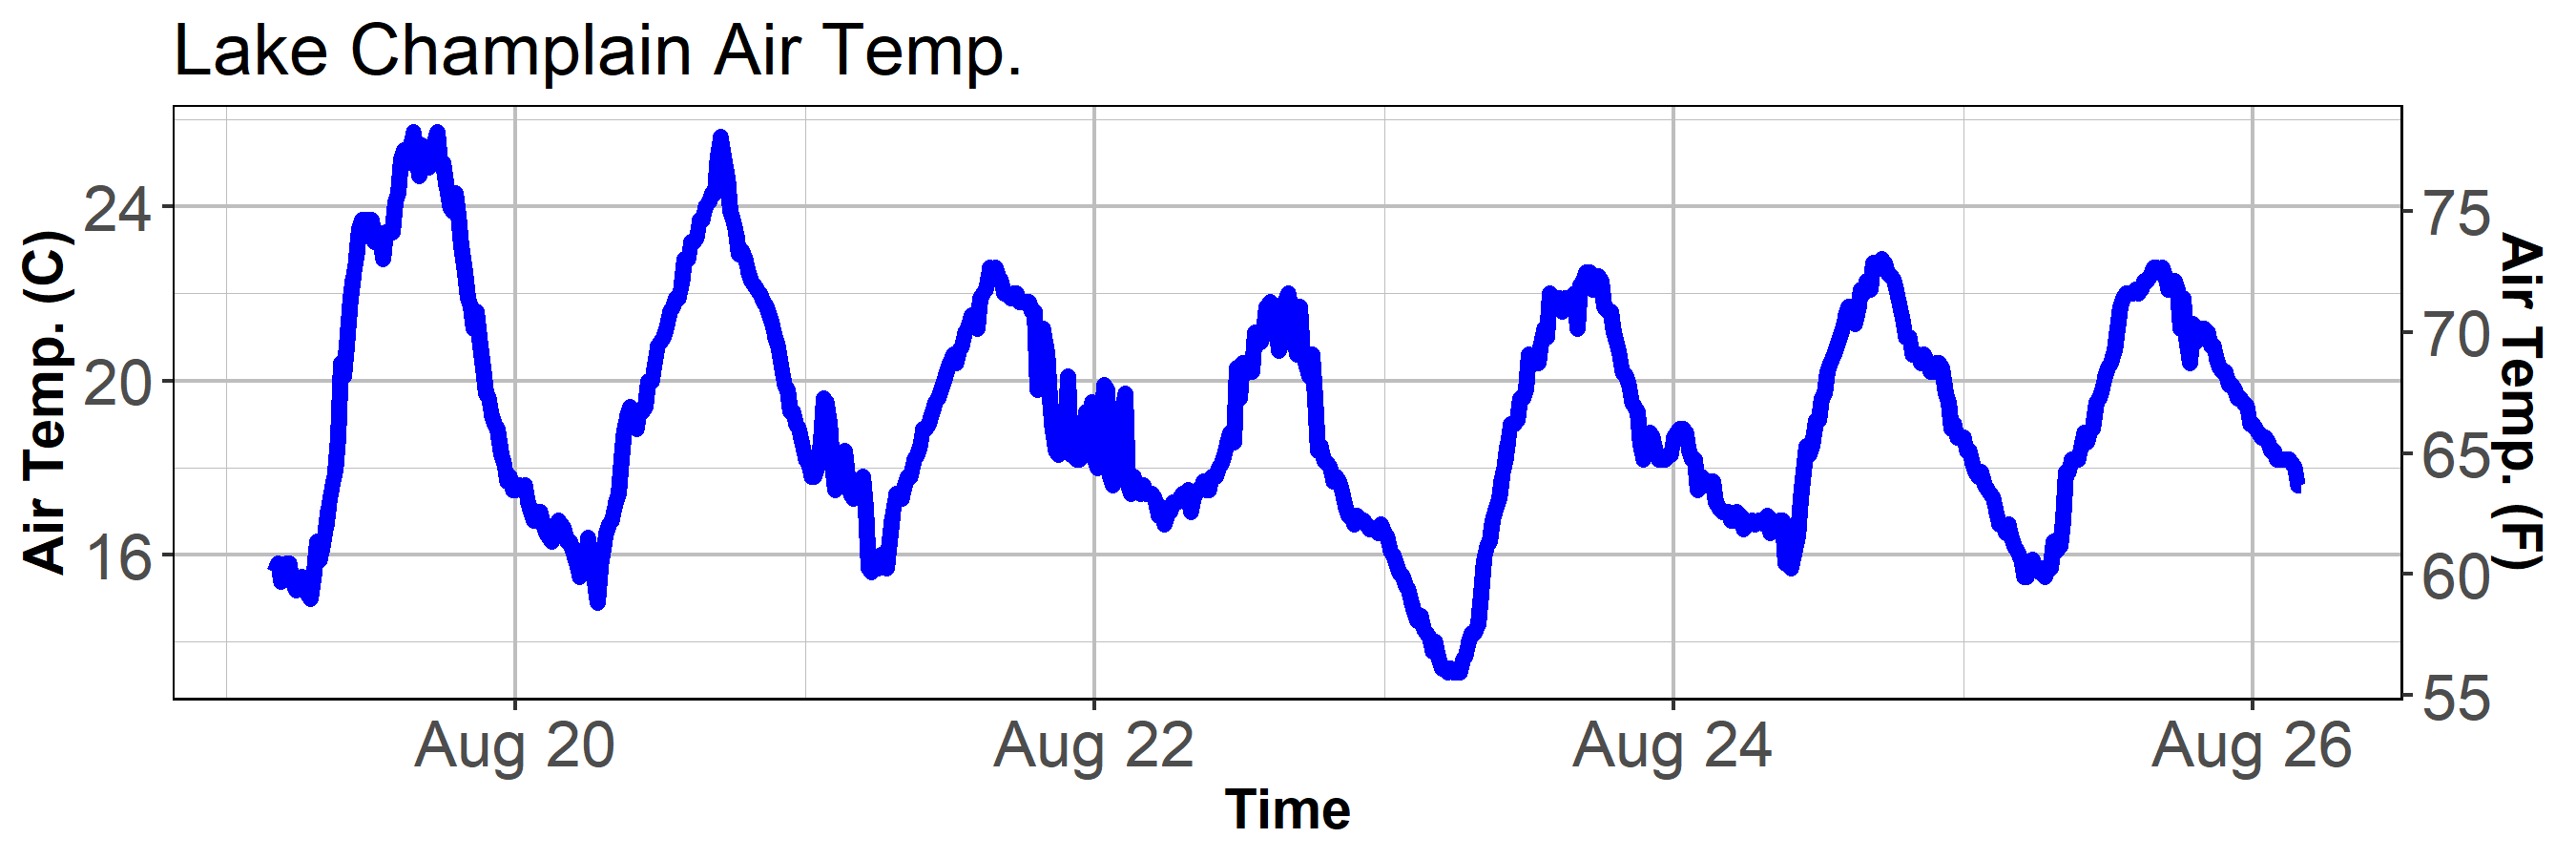 Lake Champlain Air Temp.
Air Temp. (C)
24
20
16
75
70
65
60
55
Air Temp. (F)
Aug 20 Aug 22 Aug 24 Aug 26
Time